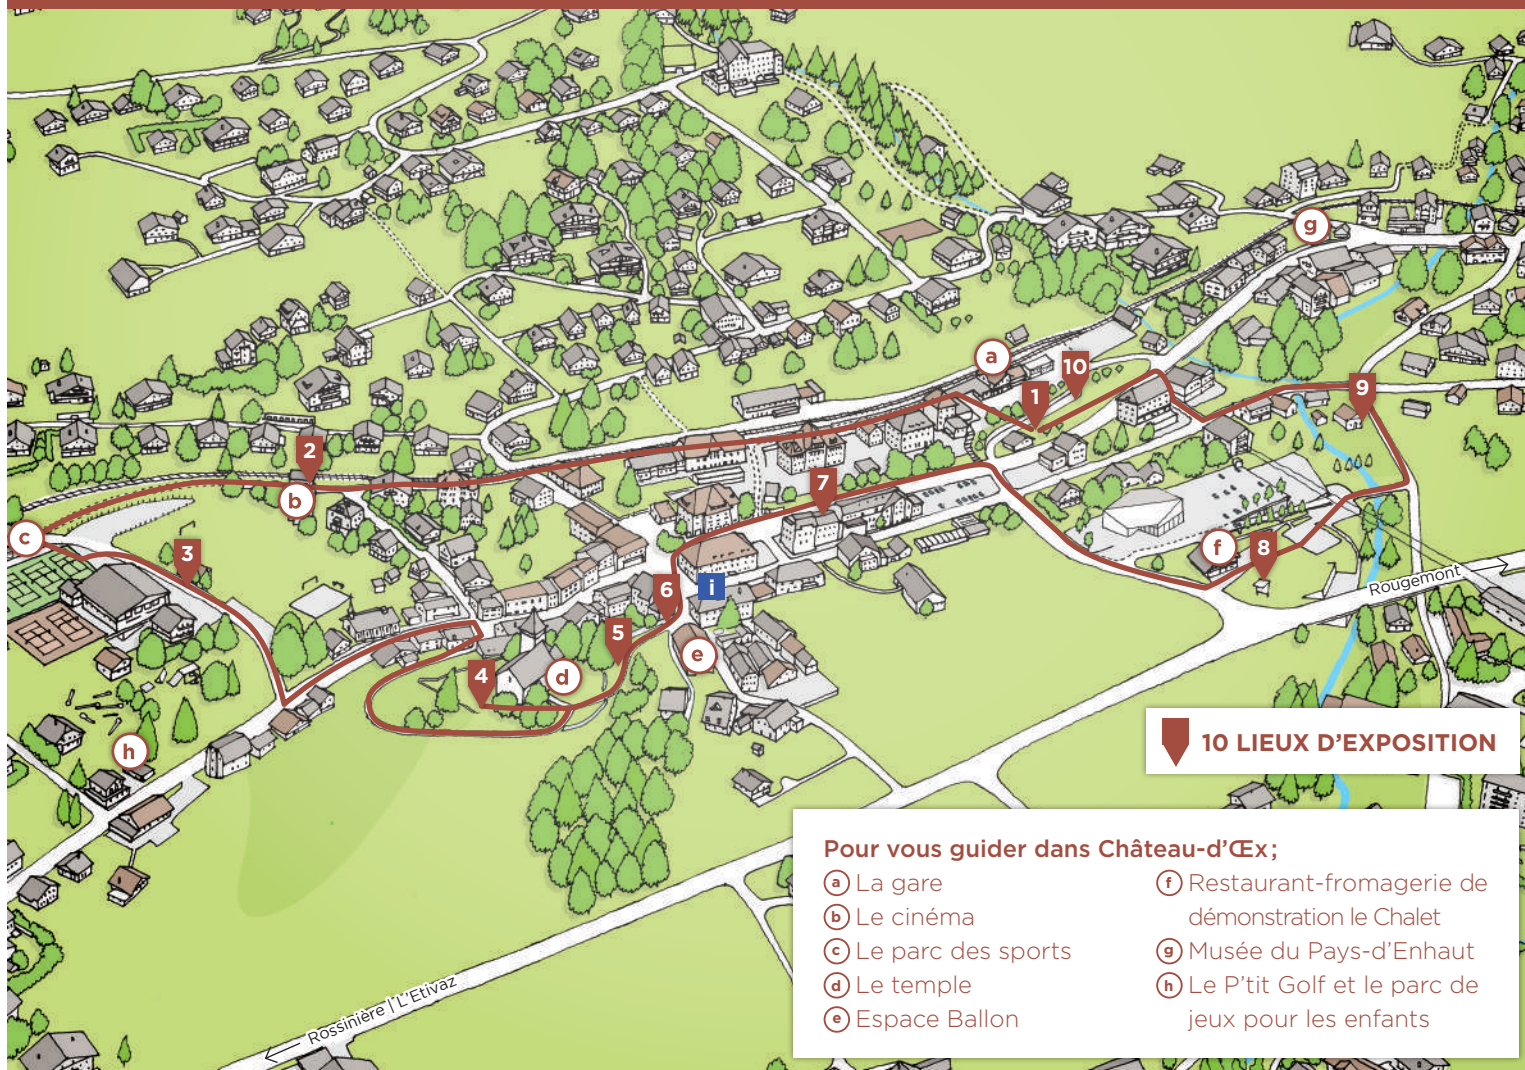 g
a
10
1
9
2
b
7
c
3
f
8
Rougemont
i
6
5
e
4
d
h
10 LIEUX D'EXPOSITION
Rossinière | L'Etivaz
Pour vous guider dans Château-d'Œx ;
a La gare
b Le cinéma
c Le parc des sports
d Le temple
e Espace Ballon
f Restaurant-fromagerie de
démonstration le Chalet
g Musée du Pays-d'Enhaut
h Le P'tit Golf et le parc de
jeux pour les enfants